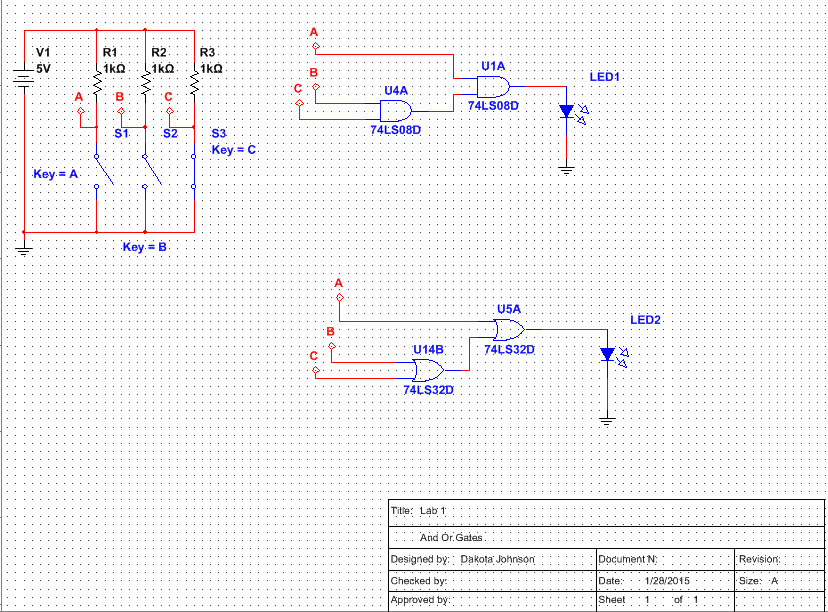 V1
5V
R1
1kΩ
R2
1kΩ
R3
1kΩ
A
B
C
S1
S2
S3
Key = A
Key = B
Key = C
A
B
C
U4A
74LS08D
U1A
74LS08D
LED1
A
B
C
U14B
74LS32D
U5A
74LS32D
LED2
Title: Lab 1
And Or Gates
Designed by: Dakota Johnson Document N: Revision:
Checked by: Date: 1/28/2015 Size: A
Approved by: Sheet 1 of 1